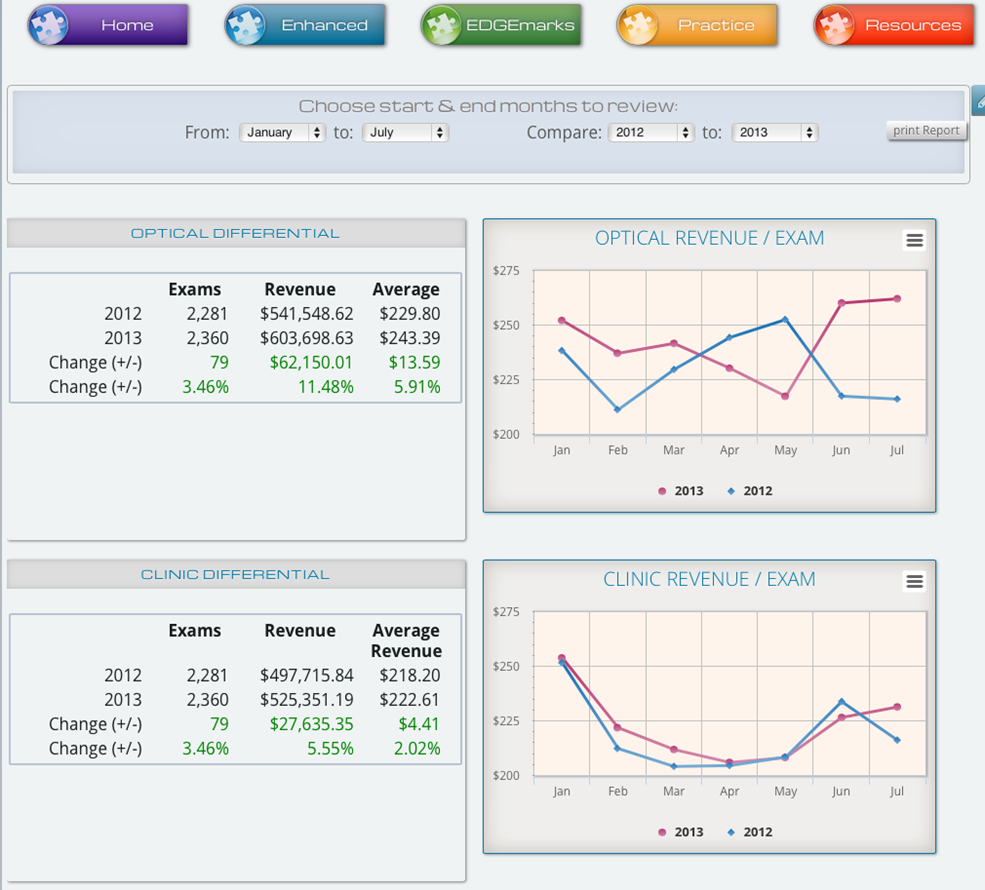 Home Enhanced EDGEmarks Practice Resources
Choose start & end months to review:
From: January to: July Compare: 2012 to: 2013 print Report
OPTICAL DIFFERENTIAL
Exams Revenue Average
2012 2,281 $541,548.62 $229.80
2013 2,360 $603,698.63 $243.39
Change (+/-) 79 $62,150.01 $13.59
Change (+/-) 3.46% 11.48% 5.91%
OPTICAL REVENUE / EXAM
$275
$250
$225
$200
Jan Feb Mar Apr May Jun Jul
2013 2012
CLINIC DIFFERENTIAL
Exams Revenue Average
Revenue
2012 2,281 $497,715.84 $218.20
2013 2,360 $525,351.19 $222.61
Change (+/-) 79 $27,635.35 $4.41
Change (+/-) 3.46% 5.55% 2.02%
CLINIC REVENUE / EXAM
$275
$250
$225
$200
Jan Feb Mar Apr May Jun Jul
2013 2012